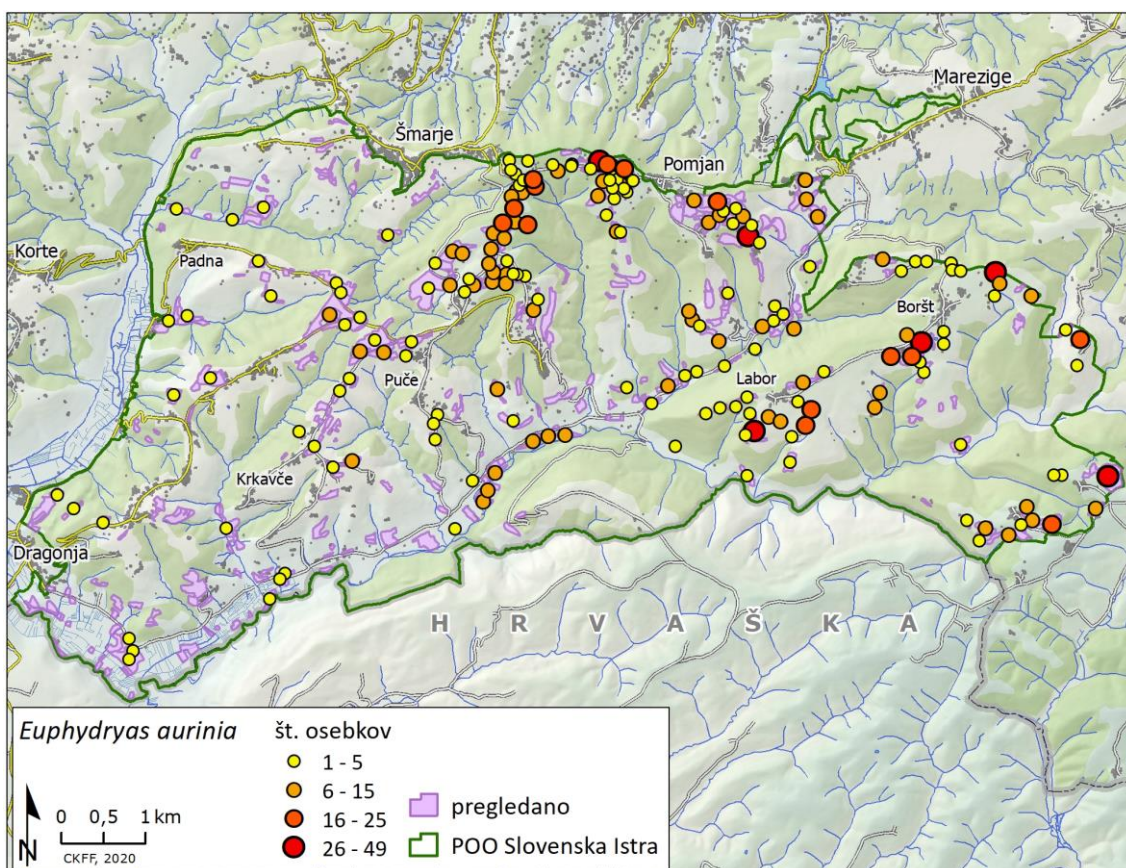 Marezige
Šmarje
Pomjan
Korte
Padna
Boršt
Puče
Labor
Krkavče
Dragonja
H R V A Š K A
Euphydryas aurinia
št. osebkov
1 - 5
6 - 15
16 - 25
26 - 49
pregledano
POO Slovenska Istra
0 0,5 1 km
N
CKFF, 2020